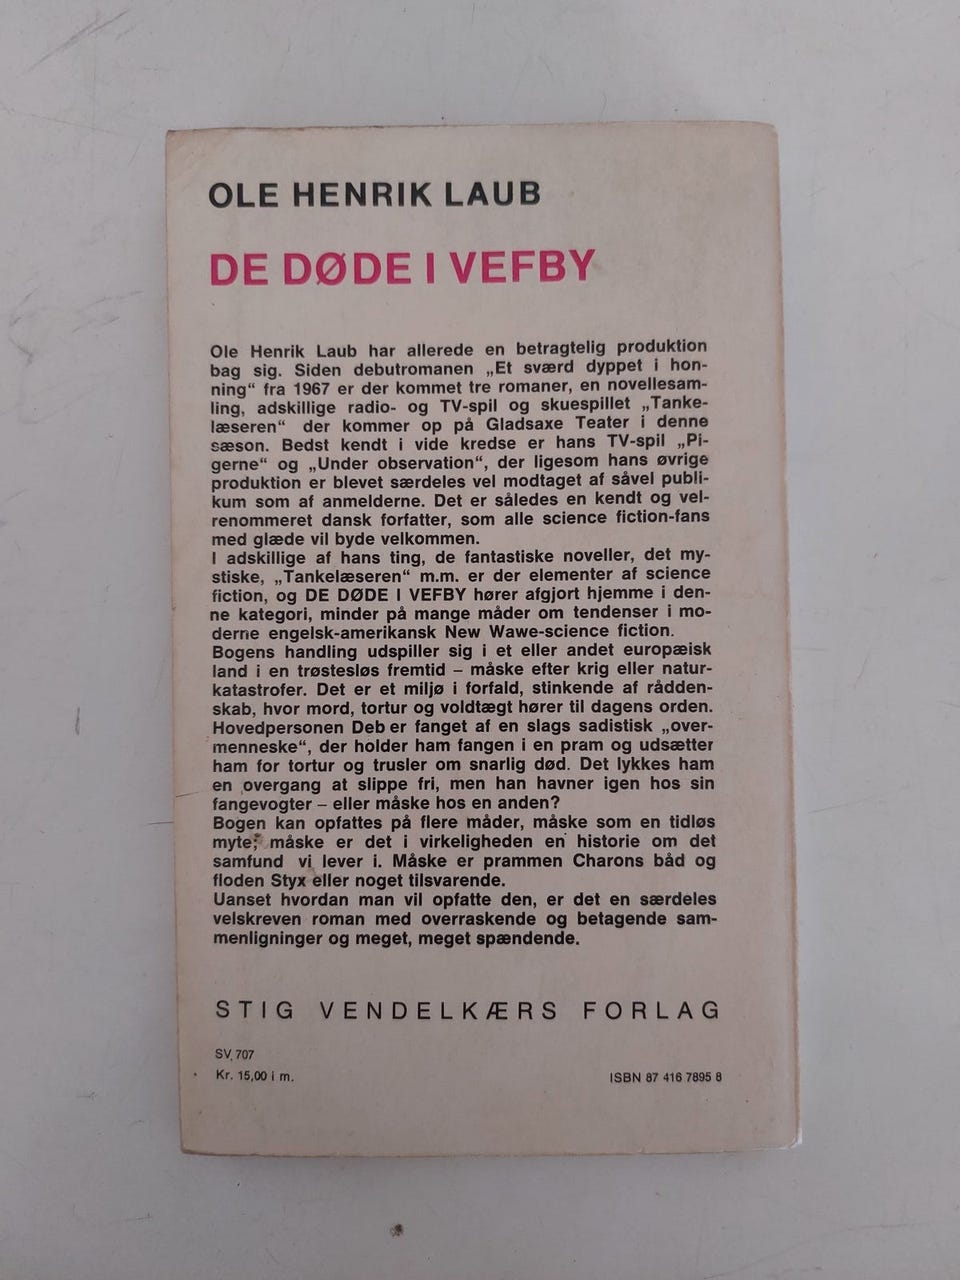 OLE HENRIK LAUB
DE DØDE I VEFBY
Ole Henrik Laub har allerede en betragtelig produktion
bag sig. Siden debutromanen „Et sværd dyppet i hon-
ning“ fra 1967 er der kommet tre romaner, en novellesam-
ling, adskillige radio- og TV-spil og skuespillet „Tanke-
læseren“ der kommer op på Gladsaxe Teater i denne
sæson. Bedst kendt i vide kredse er hans TV-spil „Pi-
gerne“ og „Under observation“, der ligesom hans øvrige
produktion er blevet særdeles vel modtaget af såvel publi-
kum som af anmelderne. Det er således en kendt og vel-
renommeret dansk forfatter, som alle science fiction-fans
med glæde vil byde velkommen.
I adskillige af hans ting, de fantastiske noveller, det my-
stiske, „Tankelæseren“ m.m. er der elementer af science
fiction, og DE DØDE I VEFBY hører afgjort hjemme i den-
ne kategori, minder på mange måder om tendenser i mo-
derne engelsk-amerikansk New Wawe-science fiction.
Bogens handling udspiller sig i et eller andet europæisk
land i en trøstesløs fremtid – måske efter krig eller natur-
katastrofer. Det er et miljø i forfald, stinkende af rådden-
skab, hvor mord, tortur og voldtægt hører til dagens orden.
Hovedpersonen Deb er fanget af en slags sadistisk „over-
menneske“, der holder ham fangen i en pram og udsætter
ham for tortur og trusler om snarlig død. Det lykkes ham
en overgang at slippe fri, men han havner igen hos sin
fangevogter – eller måske hos en anden?
Bogen kan opfattes på flere måder, måske som en tidløs
myte; måske er det i virkeligheden en historie om det
samfund vi lever i. Måske er prammen Charons båd og
floden Styx eller noget tilsvarende.
Uanset hvordan man vil opfatte den, er det en særdeles
velskreven roman med overraskende og betagende sam-
menligninger og meget, meget spændende.
STIG VENDELKÆRS FORLAG
SV. 707
Kr. 15,00 i m.
ISBN 87 416 7895 8